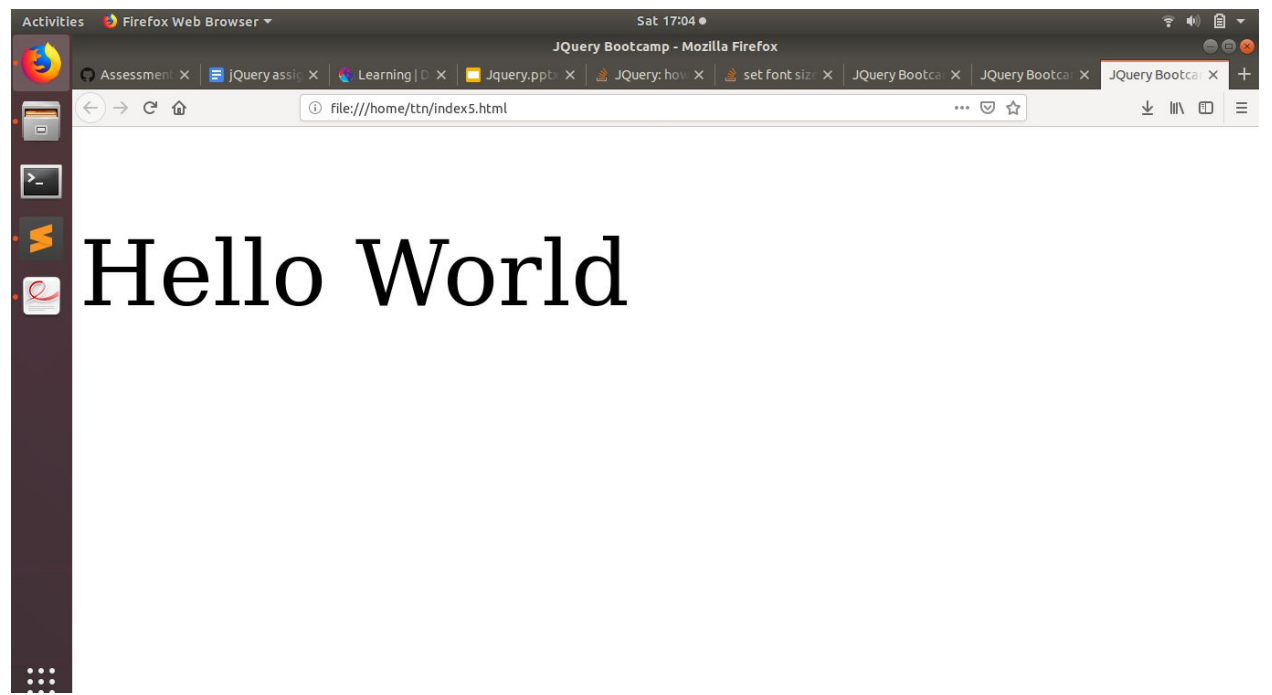 Activities Firefox Web Browser Sat 17:04
JQuery Bootcamp - Mozilla Firefox
Assessment jQuery assig Learning | D Jquery.pptx JQuery: how set font size JQuery Bootca JQuery Bootca JQuery Bootca
file:///home/ttn/index5.html
Hello World